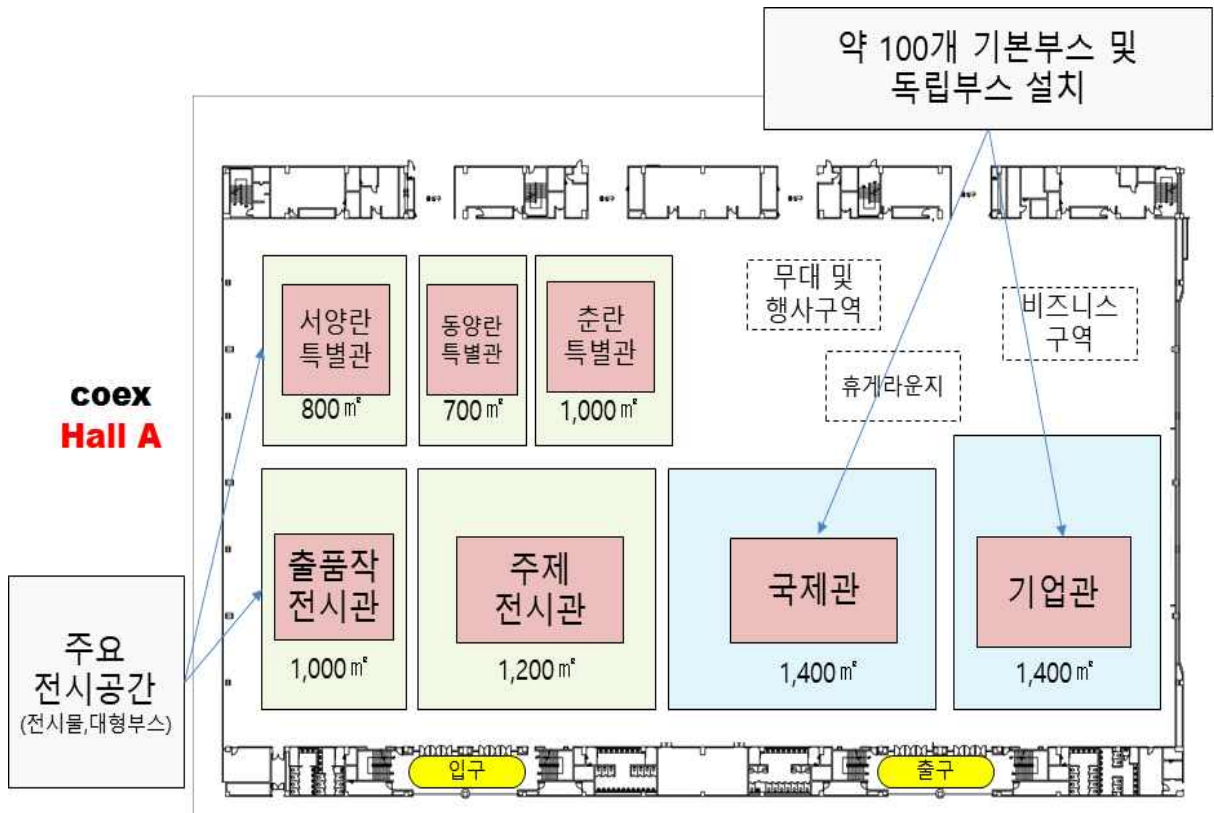 약 100개 기본부스 및
독립부스 설치
coex
Hall A
서양란
특별관
800㎡
동양란
특별관
700㎡
춘란
특별관
1,000㎡
무대 및
행사구역
비즈니스
구역
휴게라운지
출품작
전시관
1,000㎡
주제
전시관
1,200㎡
국제관
1,400㎡
기업관
1,400㎡
주요
전시공간
(전시물,대형부스)
입구
출구